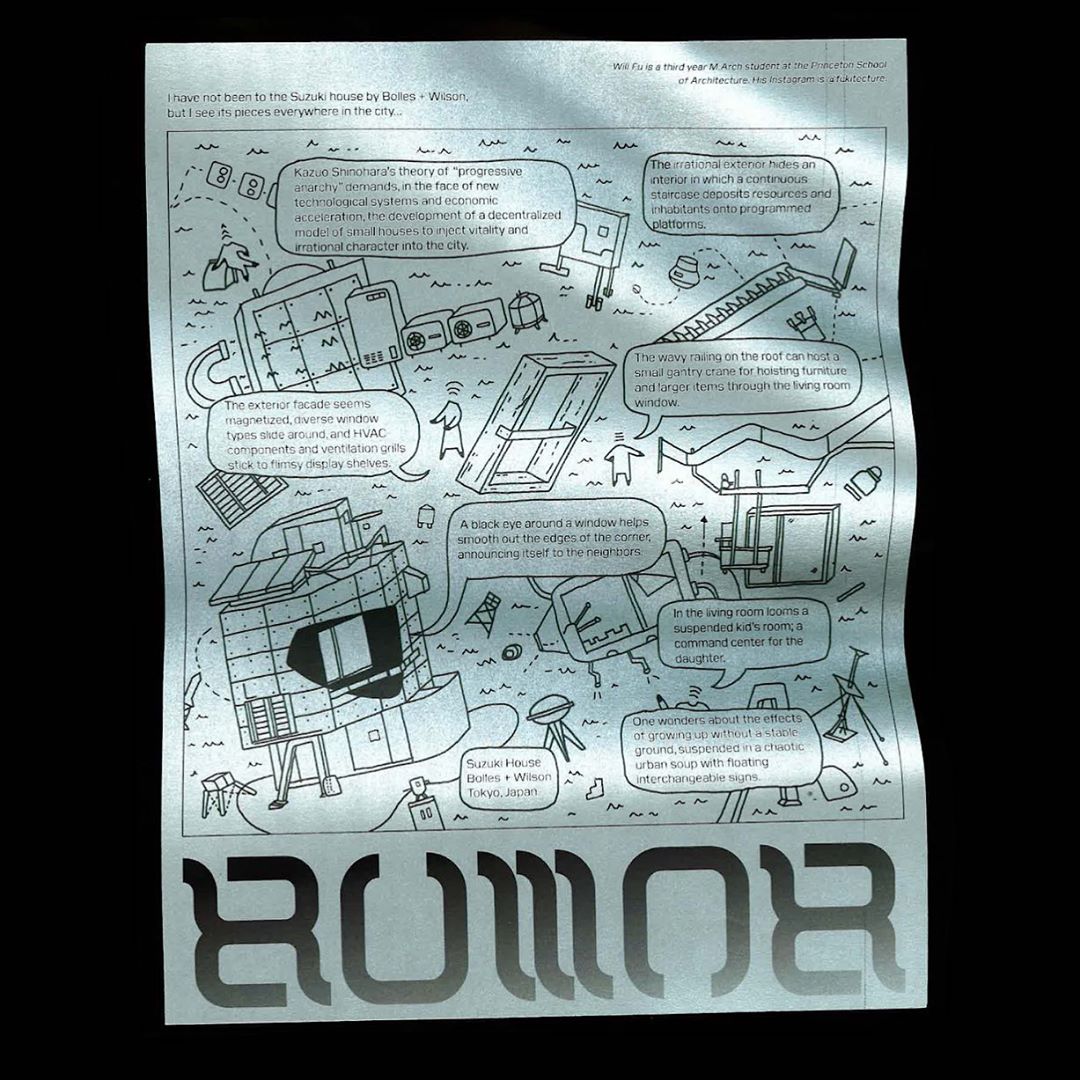 Will Fu is a third year M.Arch student at the Princeton School
of Architecture. His Instagram is @fukitecture.
I have not been to the Suzuki house by Bolles + Wilson,
but I see its pieces everywhere in the city...
Kazuo Shinohara's theory of "progressive
anarchy" demands, in the face of new
technological systems and economic
acceleration, the development of a decentralized
model of small houses to inject vitality and
irrational character into the city.
The irrational exterior hides an
interior in which a continuous
staircase deposits resources and
inhabitants onto programmed
platforms.
The wavy railing on the roof can host a
small gantry crane for hoisting furniture
and larger items through the living room
window.
The exterior facade seems
magnetized, diverse window
types slide around, and HVAC
components and ventilation grills
stick to flimsy display shelves.
A black eye around a window helps
smooth out the edges of the corner,
announcing itself to the neighbors.
In the living room looms a
suspended kid's room; a
command center for the
daughter.
One wonders about the effects
of growing up without a stable
ground, suspended in a chaotic
urban soup with floating
interchangeable signs.
Suzuki House
Bolles + Wilson
Tokyo, Japan
RUMOR